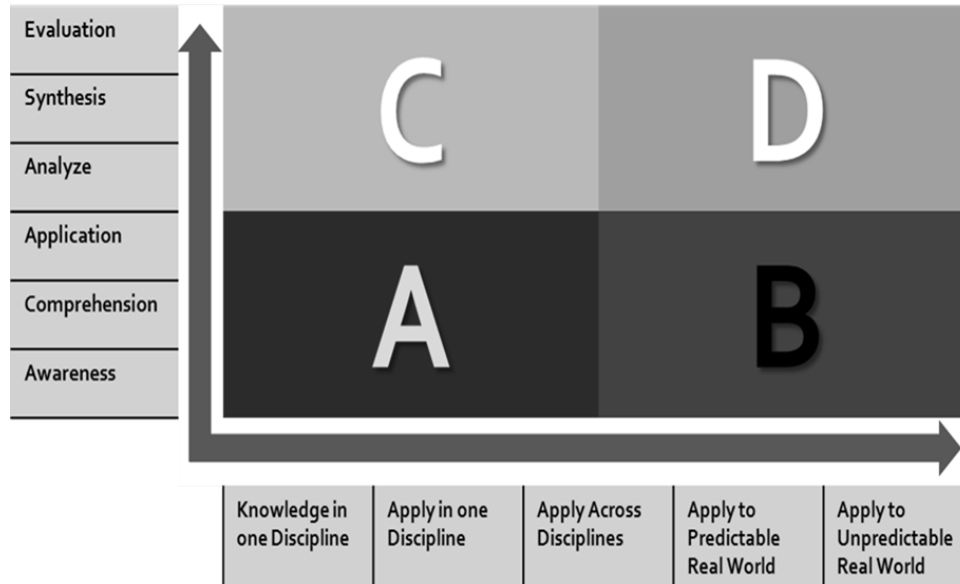 Evaluation
Synthesis
Analyze
Application
Comprehension
Awareness
C
D
A
B
Knowledge in
one Discipline
Apply in one
Discipline
Apply Across
Disciplines
Apply to
Predictable
Real World
Apply to
Unpredictable
Real World